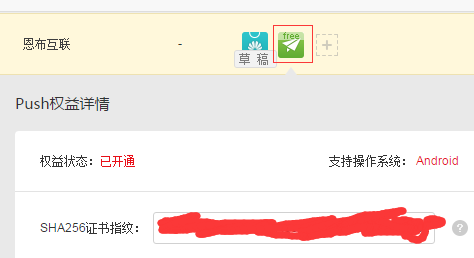 恩布互联 - free
草 稿
Push权益详情
权益状态：已开通 支持操作系统： Android
SHA256证书指纹： ?